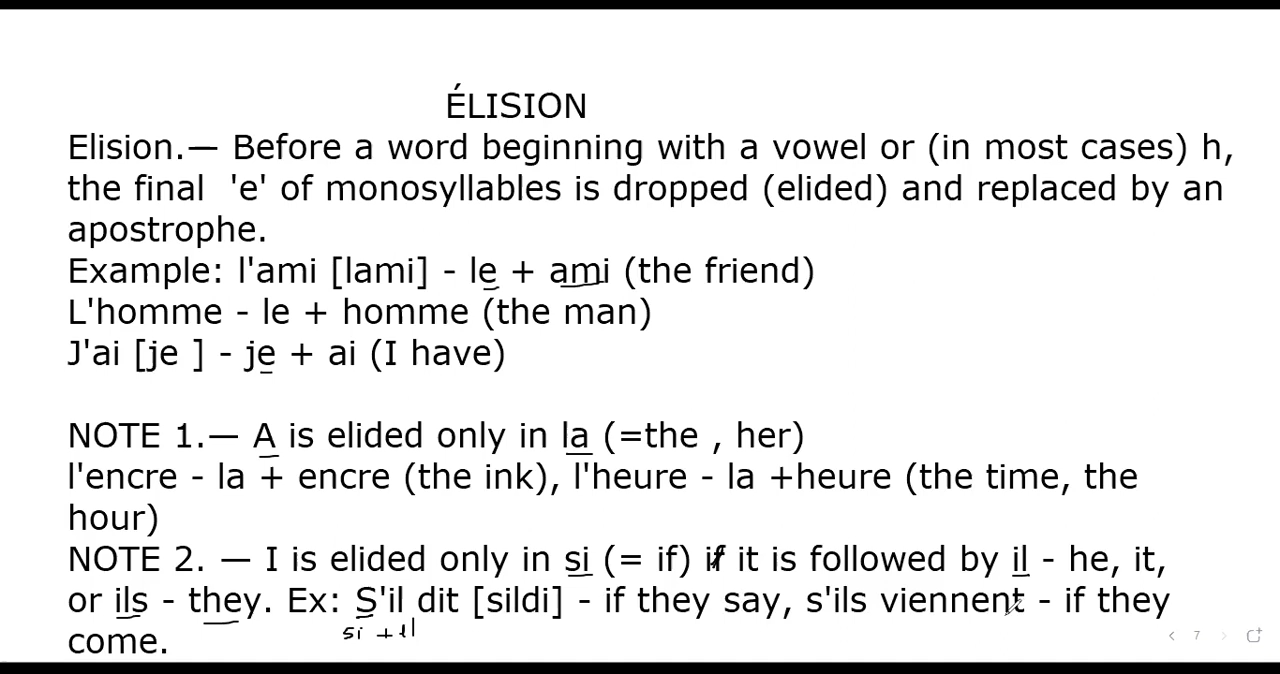 ÉLISION
Elision.— Before a word beginning with a vowel or (in most cases) h,
the final 'e' of monosyllables is dropped (elided) and replaced by an
apostrophe.
Example: l'ami [lami] - le + ami (the friend)
L'homme - le + homme (the man)
J'ai [je ] - je + ai (I have)
NOTE 1.— A is elided only in la (=the , her)
l'encre - la + encre (the ink), l'heure - la +heure (the time, the
hour)
NOTE 2. — I is elided only in si (= if) if it is followed by il - he, it,
or ils - they. Ex: S'il dit [sildi] - if they say, s'ils viennent - if they
si + il
come.
7